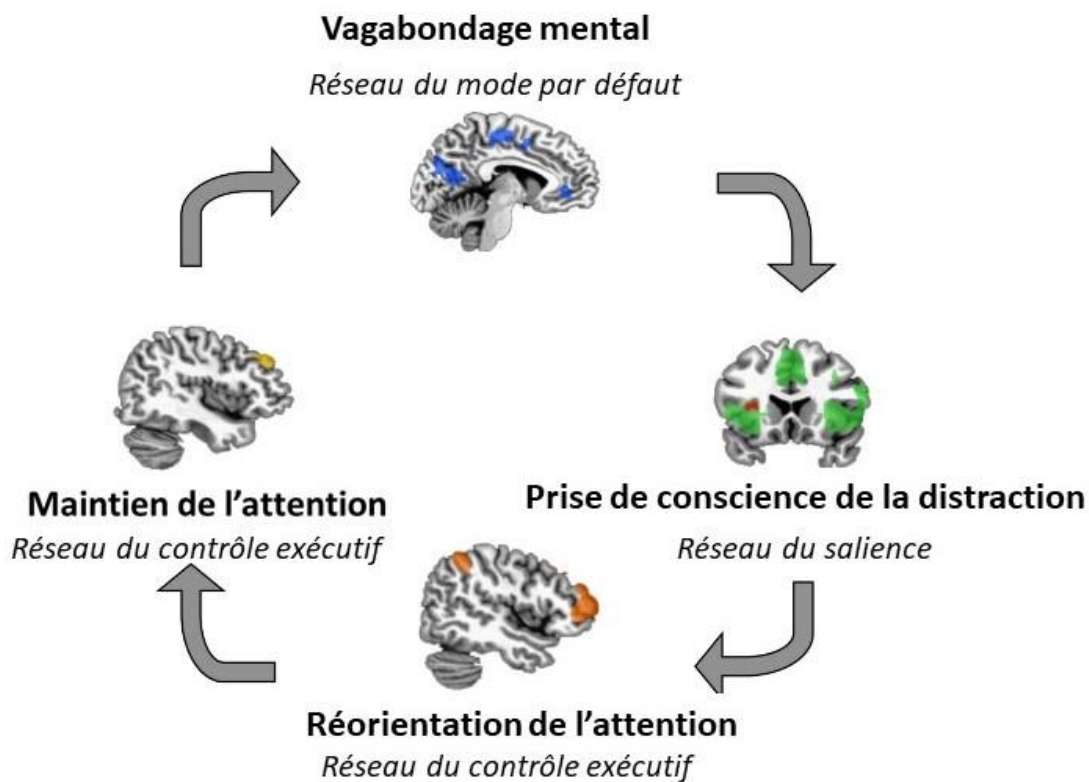 Vagabondage mental
Réseau du mode par défaut
Prise de conscience de la distraction
Réseau du salience
Réorientation de l'attention
Réseau du contrôle exécutif
Maintien de l'attention
Réseau du contrôle exécutif